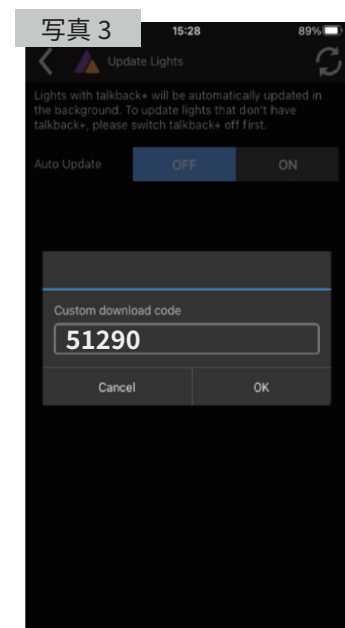 写真 3
15:28
89%
Update Lights
Lights with talkback+ will be automatically updated in
the background. To update lights that don't have
talkback+, please switch talkback+ off first.
Auto Update OFF ON
Custom download code
51290
Cancel OK